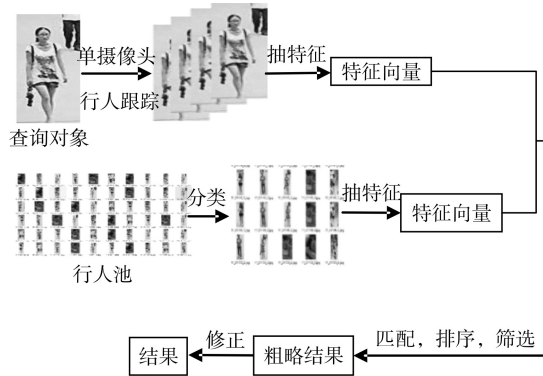 单摄像头
抽特征
特征向量
行人跟踪
查询对象
分类
抽特征
特征向量
行人池
匹配，排序，筛选
修正
粗略结果
结果